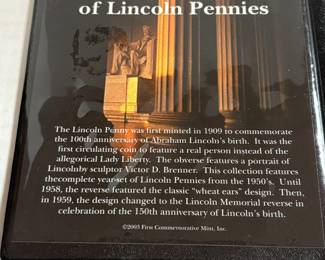 of Lincoln Pennies
The Lincoln Penny was first minted in 1909 to commemorate
the 100th anniversary of Abraham Lincoln's birth. It was the
first circulating coin to feature a real person instead of the
allegorical Lady Liberty. The obverse features a portrait of
Lincolnby sculptor Victor D. Brenner. This collection features
thecomplete year-set of Lincoln Pennies from the 1950's. Until
1958, the reverse featured the classic "wheat ears" design. Then,
in 1959, the design changed to the Lincoln Memorial reverse in
celebration of the 150th anniversary of Lincoln's birth.
©2003 First Commemorative Mint, Inc.